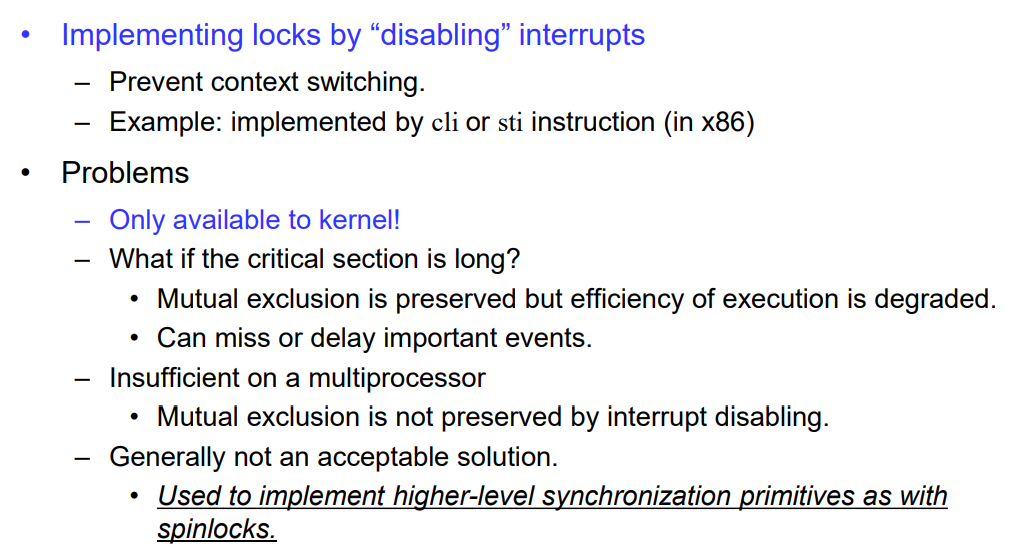 • Implementing locks by “disabling” interrupts
– Prevent context switching.
– Example: implemented by cli or sti instruction (in x86)
• Problems
– Only available to kernel!
– What if the critical section is long?
• Mutual exclusion is preserved but efficiency of execution is degraded.
• Can miss or delay important events.
– Insufficient on a multiprocessor
• Mutual exclusion is not preserved by interrupt disabling.
– Generally not an acceptable solution.
• Used to implement higher-level synchronization primitives as with
spinlocks.